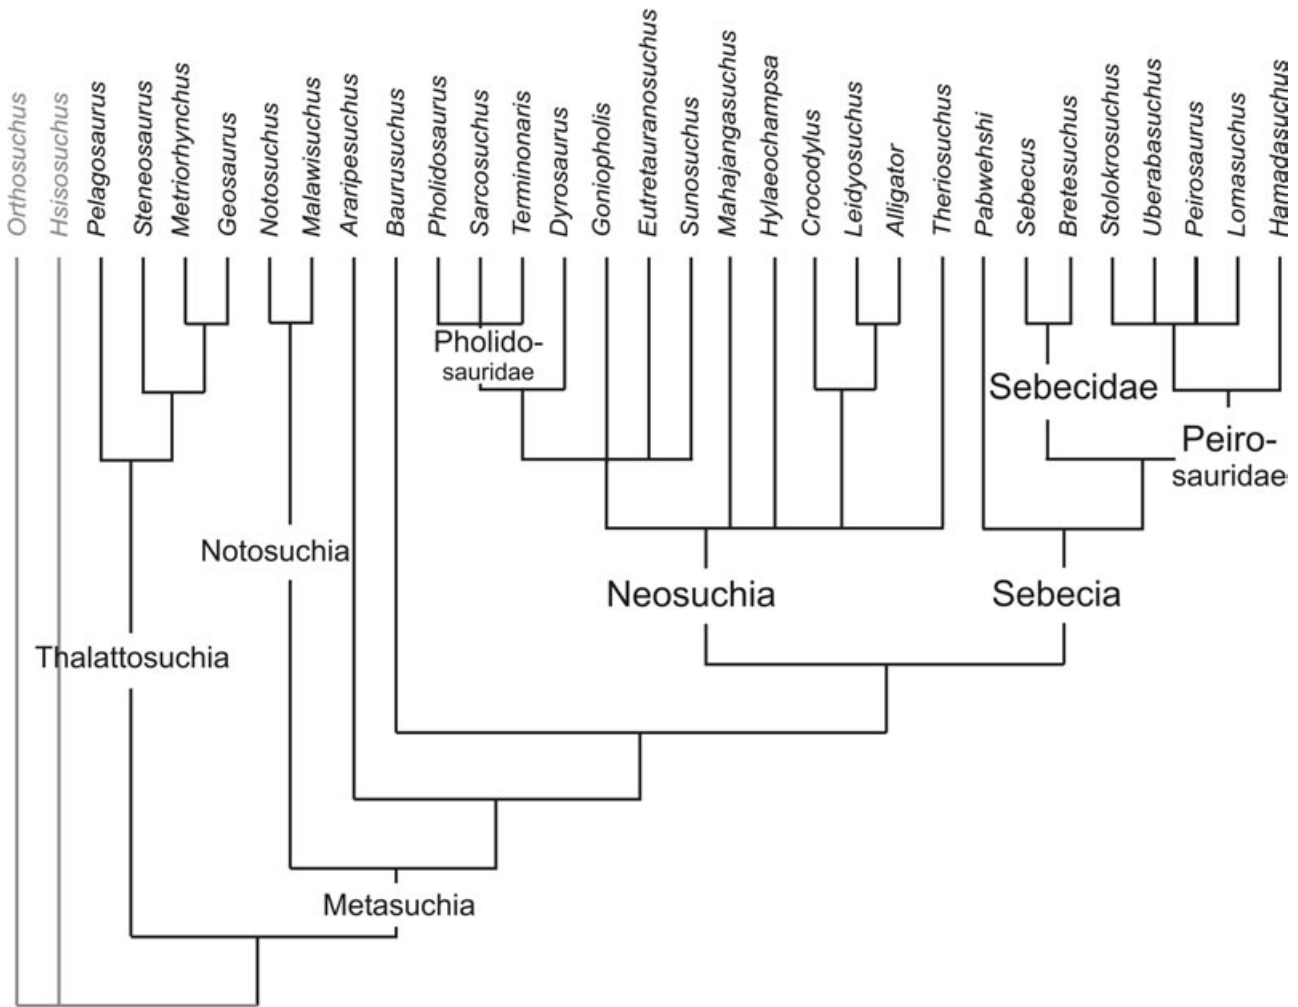 Orthosuchus
Hsisosuchus
Pelagosaurus
Steneosaurus
Metriorhynchus
Geosaurus
Notosuchus
Malawisuchus
Araripesuchus
Baurusuchus
Pholidosaurus
Sarcosuchus
Terminonaris
Dyrosaurus
Goniopholis
Eutretauranosuchus
Sunosuchus
Mahajangasuchus
Hylaeochampsa
Crocodylus
Leidyosuchus
Alligator
Theriosuchus
Pabwehshi
Sebecus
Bretesuchus
Stolokrosuchus
Uberabasuchus
Peirosaurus
Lomasuchus
Hamadasuchus
Pholido-
sauridae
Sebecidae
Peiro-
sauridae
Notosuchia
Neosuchia
Sebecia
Thalattosuchia
Metasuchia